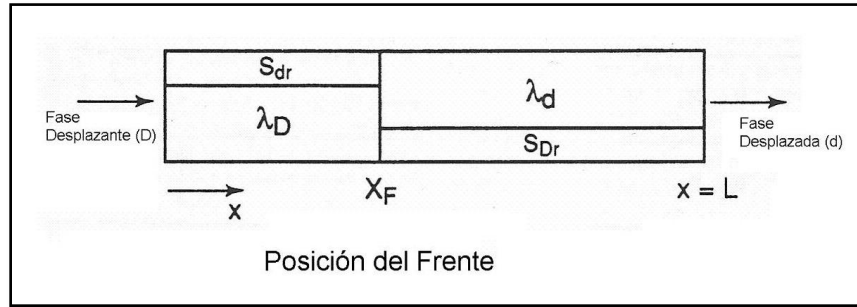 S_dr
λ_D
λ_d
S_Dr
Fase
Desplazante (D)
Fase
Desplazada (d)
x
X_F
x = L
Posición del Frente